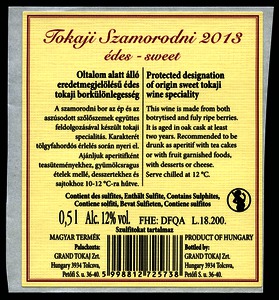 Tokaji Szamorodni 2013
édes - sweet
Oltalom alatt álló
eredetmegjelölésű édes
tokaji borkülönlegesség
A szamorodni bor az ép és az
aszúsodott szőlőszemek együttes
feldolgozásával készült tokaji
specialitás. Karakterét
tölgyfahordós érlelés során nyeri el.
Ajánljuk aperitifként
teasüteményekhez, gyümölcsragus
ételek mellé, desszertekhez és
sajtokhoz 10-12 °C-ra hűtve.
Protected designation
of origin sweet tokaji
wine speciality
This wine is made from both
botrytised and fuly ripe berries.
It is aged in oak cask at least
two years. Recommended to be
drunk as aperitif with tea cakes
or with fruit garnished foods,
with desserts or cheese.
Serve chilled at 12 °C.
Contient des sulfites, Enthält Sulfite, Contains Sulphites,
Contiene solfiti, Bevat Sulfieten, Contiene sulfitos
0,5 l Alc. 12% vol. FHE: DFQA L.18.200.
Szulfitokat tartalmaz
MAGYAR TERMÉK
Palackozta:
GRAND TOKAJ Zrt.
Hungary 3934 Tolcsva,
Petőfi S. u. 36-40.
5 998812 725738
PRODUCT OF HUNGARY
Bottled by:
GRAND TOKAJ Zrt.
Hungary 3934 Tolcsva,
Petőfi S. u. 36-40.